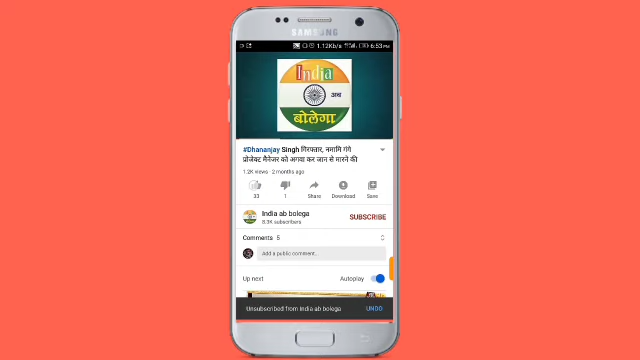 SAMSUNG
1.12Kb/s 6:53PM
India
अब
बोलेगा
#Dhananjay Singh गिरफ्तार, नमामि गंगे
प्रोजेक्ट मैनेजर को अगवा कर जान से मारने की
1.2K views · 2 months ago
33 1 Share Download Save
India ab bolega
8.3K subscribers
SUBSCRIBE
Comments 5
Add a public comment...
Up next Autoplay
Unsubscribed from India ab bolega UNDO